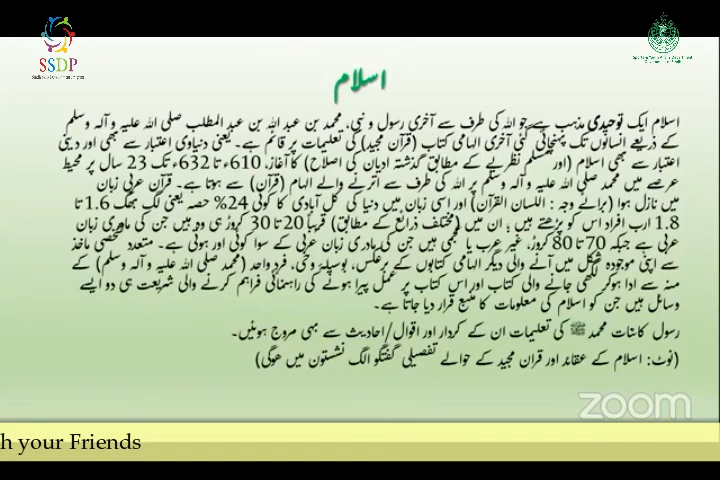 SSDP
اسلام
اسلام ایک توحیدی مذہب ہے جو اللہ کی طرف سے آخری رسول و نبی، محمد بن عبد اللہ بن عبد المطلب صلی اللہ علیہ و آلہ وسلم
کے ذریعے انسانوں تک پہنچائی گئی آخری الہامی کتاب (قرآن مجید) کی تعلیمات پر قائم ہے۔ یعنی دنیاوی اعتبار سے بھی اور دینی
اعتبار سے بھی اسلام (اور مسلم نظریے کے مطابق گذشتہ ادیان کی اصلاح) کا آغاز، 610ء تا 632ء تک 23 سال پر محیط
عرصے میں محمد صلی اللہ علیہ و آلہ وسلم پر اللہ کی طرف سے اترنے والے الہام (قرآن) سے ہوتا ہے۔ قرآن عربی زبان
میں نازل ہوا (برائے وجہ : اللسان القرآن) اور اسی زبان میں دنیا کی کل آبادی کا کوئی 24% حصہ یعنی لگ بھگ 1.6 تا
1.8 ارب افراد اس کو پڑھتے ہیں ؛ ان میں (مختلف ذرائع کے مطابق) قریباً 20 تا 30 کروڑ ہی وہ ہیں جن کی مادری زبان
عربی ہے جبکہ 70 تا 80 کروڑ، غیر عرب یا عجمی ہیں جن کی مادری زبان عربی کے سوا کوئی اور ہوتی ہے۔ متعدد شخصی ماخذ
سے اپنی موجودہ شکل میں آنے والی دیگر الہامی کتابوں کے برعکس، بوسیلۂ وحی، فرد واحد (محمد صلی اللہ علیہ و آلہ وسلم) کے
منہ سے ادا ہوکر لکھی جانے والی کتاب اور اس کتاب پر عمل پیرا ہونے کی راہنمائی فراہم کرنے والی شریعت ہی دو ایسے
وسائل ہیں جن کو اسلام کی معلومات کا منبع قرار دیا جاتا ہے۔
رسول کائنات محمد ﷺ کی تعلیمات ان کے کردار اور اقوال/احادیث سے بھی مروج ہوئیں۔
(نوٹ: اسلام کے عقائد اور قران مجید کے حوالے تفصیلی گفتگو الگ نشستوں میں ھوگی)
zoom
h your Friends